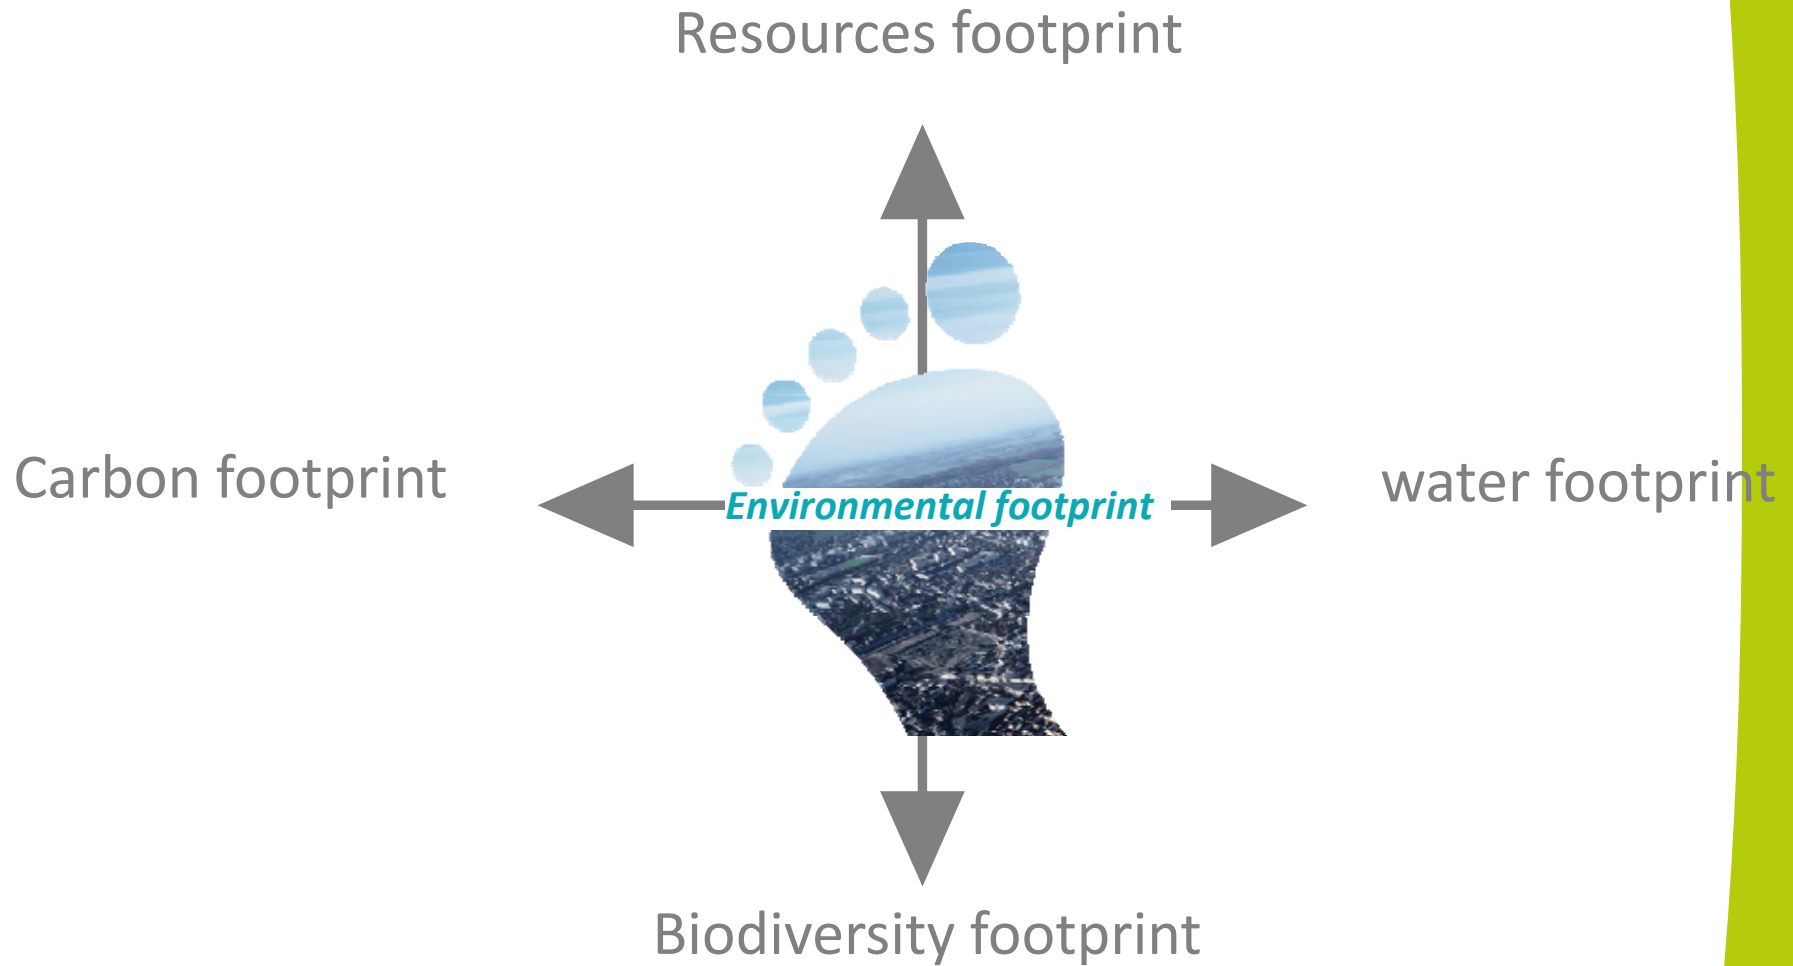 Resources footprint
Carbon footprint
Environmental footprint
water footprint
Biodiversity footprint